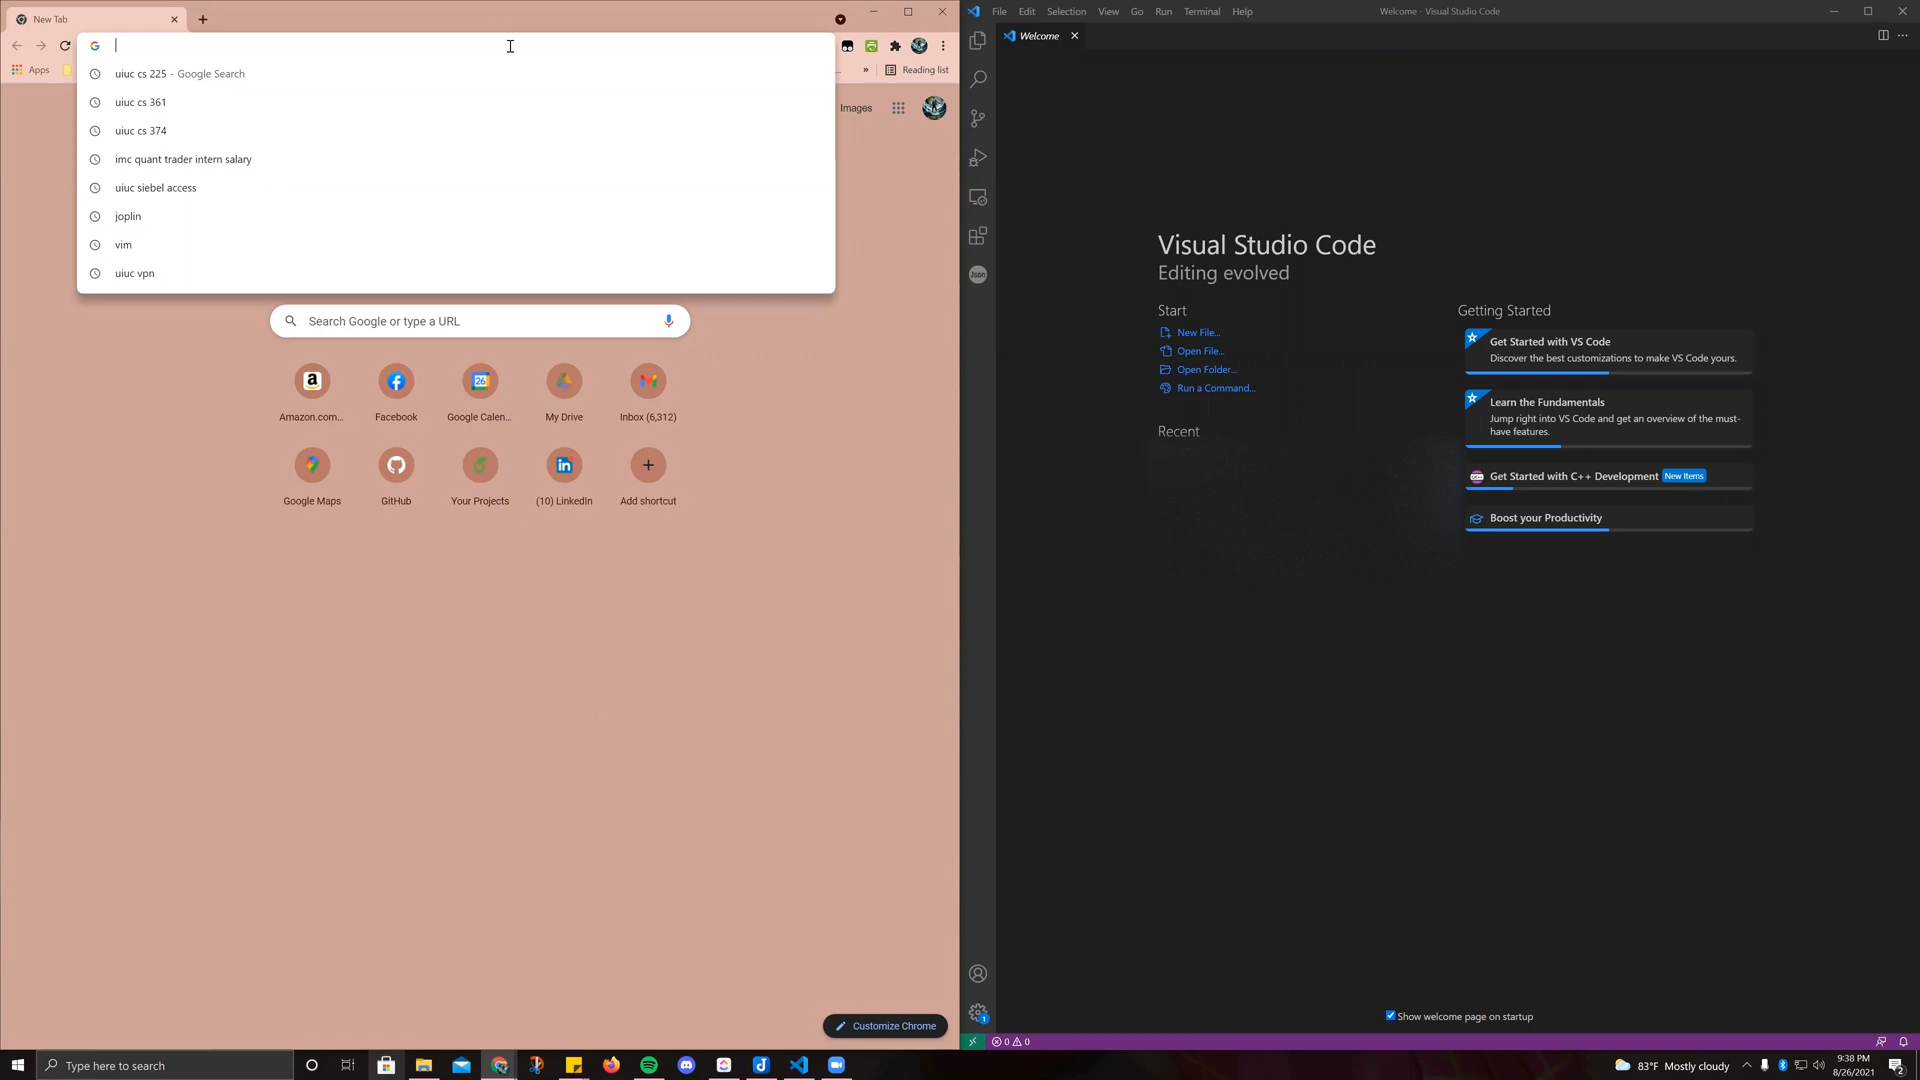 New Tab
uiuc cs 225 - Google Search
uiuc cs 361
uiuc cs 374
imc quant trader intern salary
uiuc siebel access
joplin
vim
uiuc vpn
Apps
»
Reading list
Images
Search Google or type a URL
Amazon.com...
Facebook
Google Calen...
My Drive
Inbox (6,312)
Google Maps
GitHub
Your Projects
(10) LinkedIn
Add shortcut
Customize Chrome
File Edit Selection View Go Run Terminal Help
Welcome - Visual Studio Code
Welcome
Json
Visual Studio Code
Editing evolved
Start
New File...
Open File...
Open Folder...
Run a Command...
Recent
Getting Started
Get Started with VS Code
Discover the best customizations to make VS Code yours.
Learn the Fundamentals
Jump right into VS Code and get an overview of the must-
have features.
Get Started with C++ Development New Items
Boost your Productivity
1
Show welcome page on startup
0 0
Type here to search
83°F Mostly cloudy
9:38 PM
8/26/2021
2